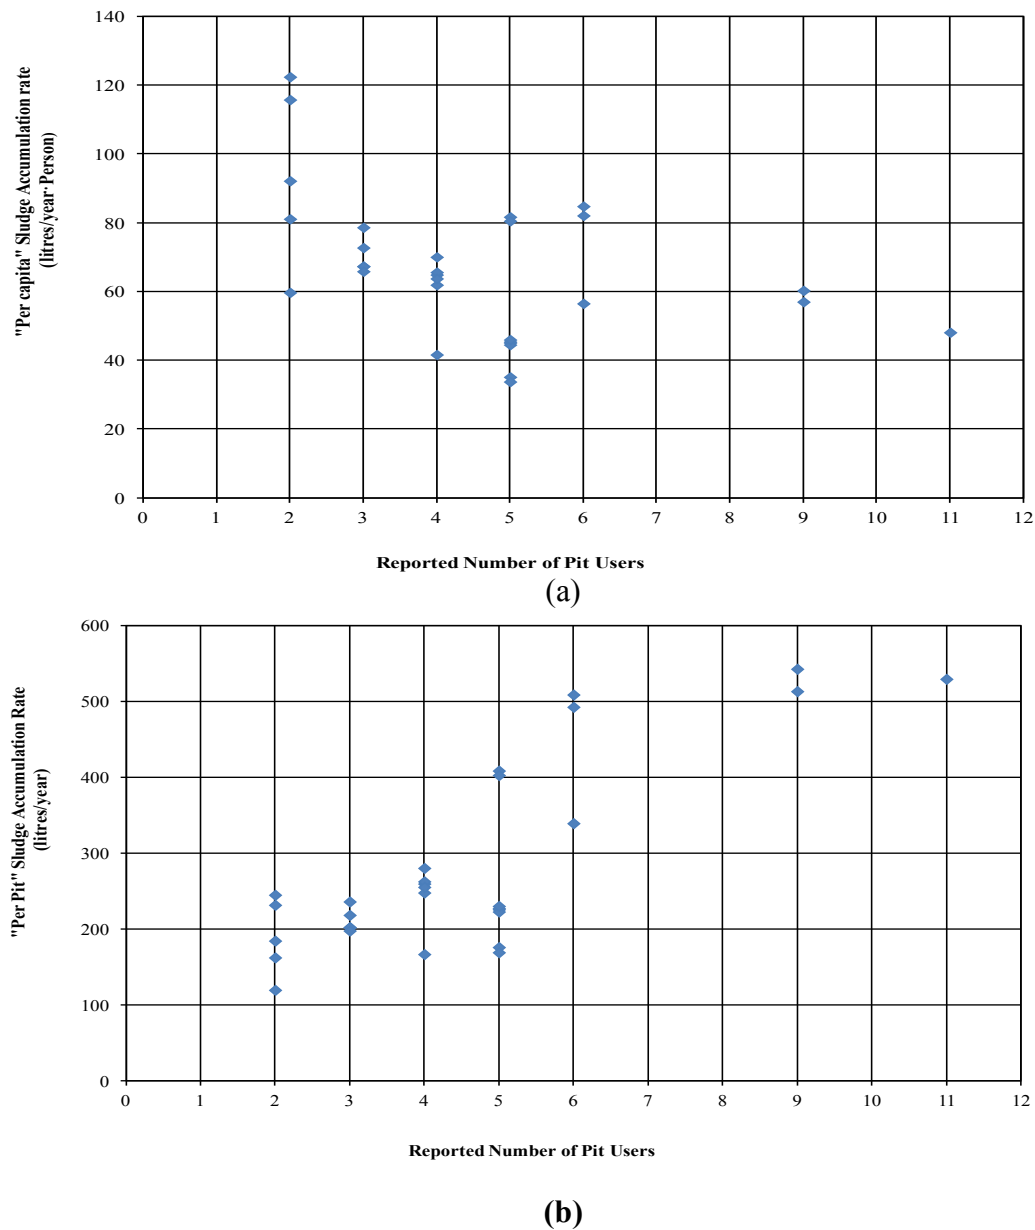 140
120
100
80
60
40
20
0
"Per capita" Sludge Accumulation rate
(litres/year·Person)
0 1 2 3 4 5 6 7 8 9 10 11 12
Reported Number of Pit Users
(a)
600
500
400
300
200
100
0
"Per Pit" Sludge Accumulation Rate
(litres/year)
0 1 2 3 4 5 6 7 8 9 10 11 12
Reported Number of Pit Users
(b)